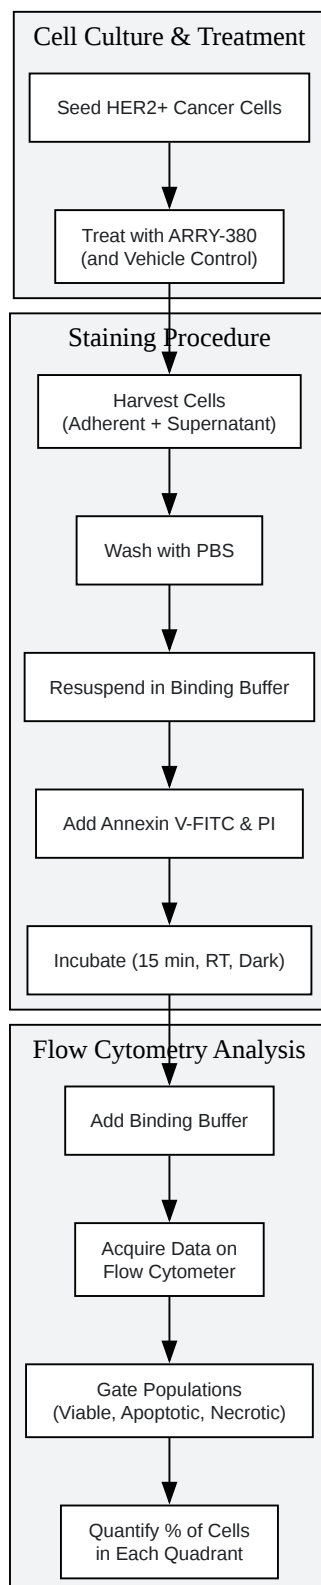 Cell Culture & Treatment
Seed HER2+ Cancer Cells
Treat with ARRY-380
(and Vehicle Control)
Staining Procedure
Harvest Cells
(Adherent + Supernatant)
Wash with PBS
Resuspend in Binding Buffer
Add Annexin V-FITC & PI
Incubate (15 min, RT, Dark)
Flow Cytometry Analysis
Add Binding Buffer
Acquire Data on
Flow Cytometer
Gate Populations
(Viable, Apoptotic, Necrotic)
Quantify % of Cells
in Each Quadrant